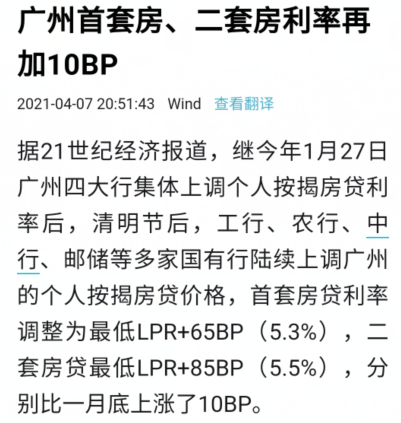 广州首套房、二套房利率再
加10BP
2021-04-07 20:51:43 Wind 查看翻译
据21世纪经济报道，继今年1月27日
广州四大行集体上调个人按揭房贷利
率后，清明节后，工行、农行、中
行、邮储等多家国有行陆续上调广州
的个人按揭房贷价格，首套房贷利率
调整为最低LPR+65BP（5.3%），二
套房贷最低LPR+85BP（5.5%），分
别比一月底上涨了10BP。